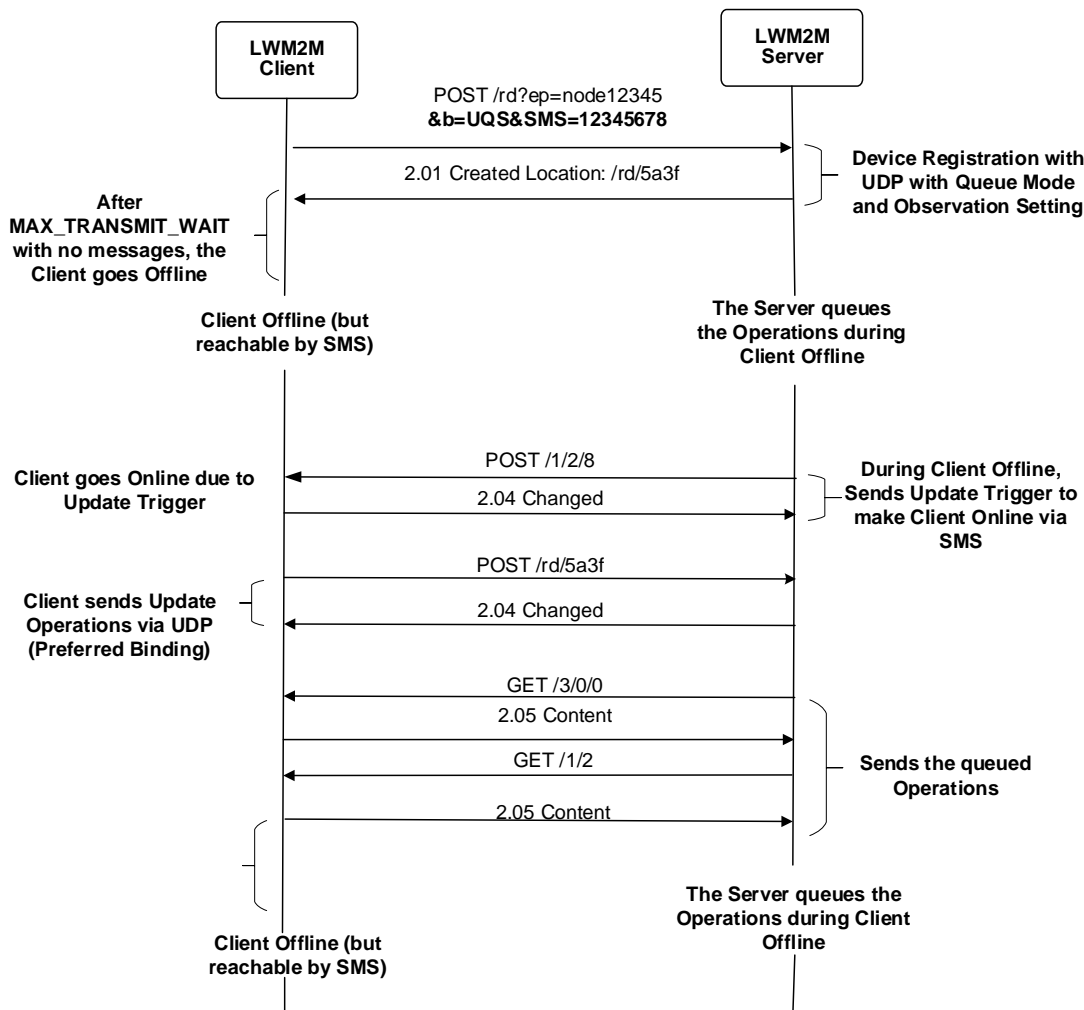 LWM2M
Client
LWM2M
Server
POST /rd?ep=node12345
&b=UQS&SMS=12345678
2.01 Created Location: /rd/5a3f
Device Registration with
UDP with Queue Mode
and Observation Setting
After
MAX_TRANSMIT_WAIT
with no messages, the
Client goes Offline
Client Offline (but
reachable by SMS)
The Server queues
the Operations during
Client Offline
POST /1/2/8
Client goes Online due to
Update Trigger
2.04 Changed
During Client Offline,
Sends Update Trigger to
make Client Online via
SMS
POST /rd/5a3f
Client sends Update
Operations via UDP
(Preferred Binding)
2.04 Changed
GET /3/0/0
2.05 Content
GET /1/2
2.05 Content
Sends the queued
Operations
The Server queues the
Operations during Client
Offline
Client Offline (but
reachable by SMS)